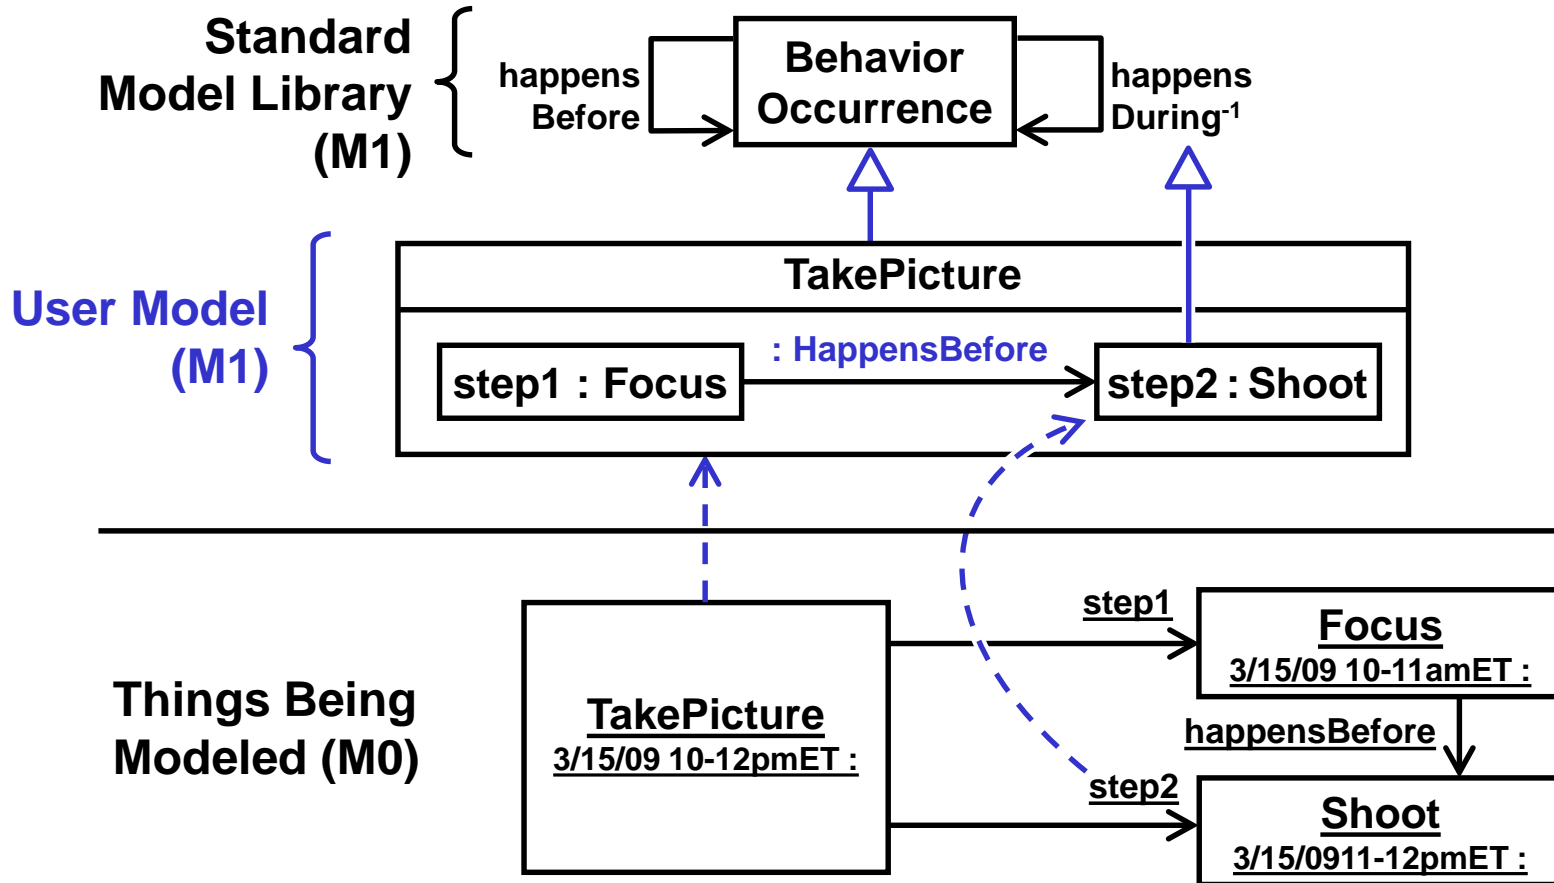 Standard
Model Library
(M1)
happens
Before
Behavior
Occurrence
happens
During-1
User Model
(M1)
TakePicture
step1 : Focus
: HappensBefore
step2 : Shoot
Things Being
Modeled (M0)
TakePicture
3/15/09 10-12pmET :
step1
Focus
3/15/09 10-11amET :
happensBefore
step2
Shoot
3/15/0911-12pmET :